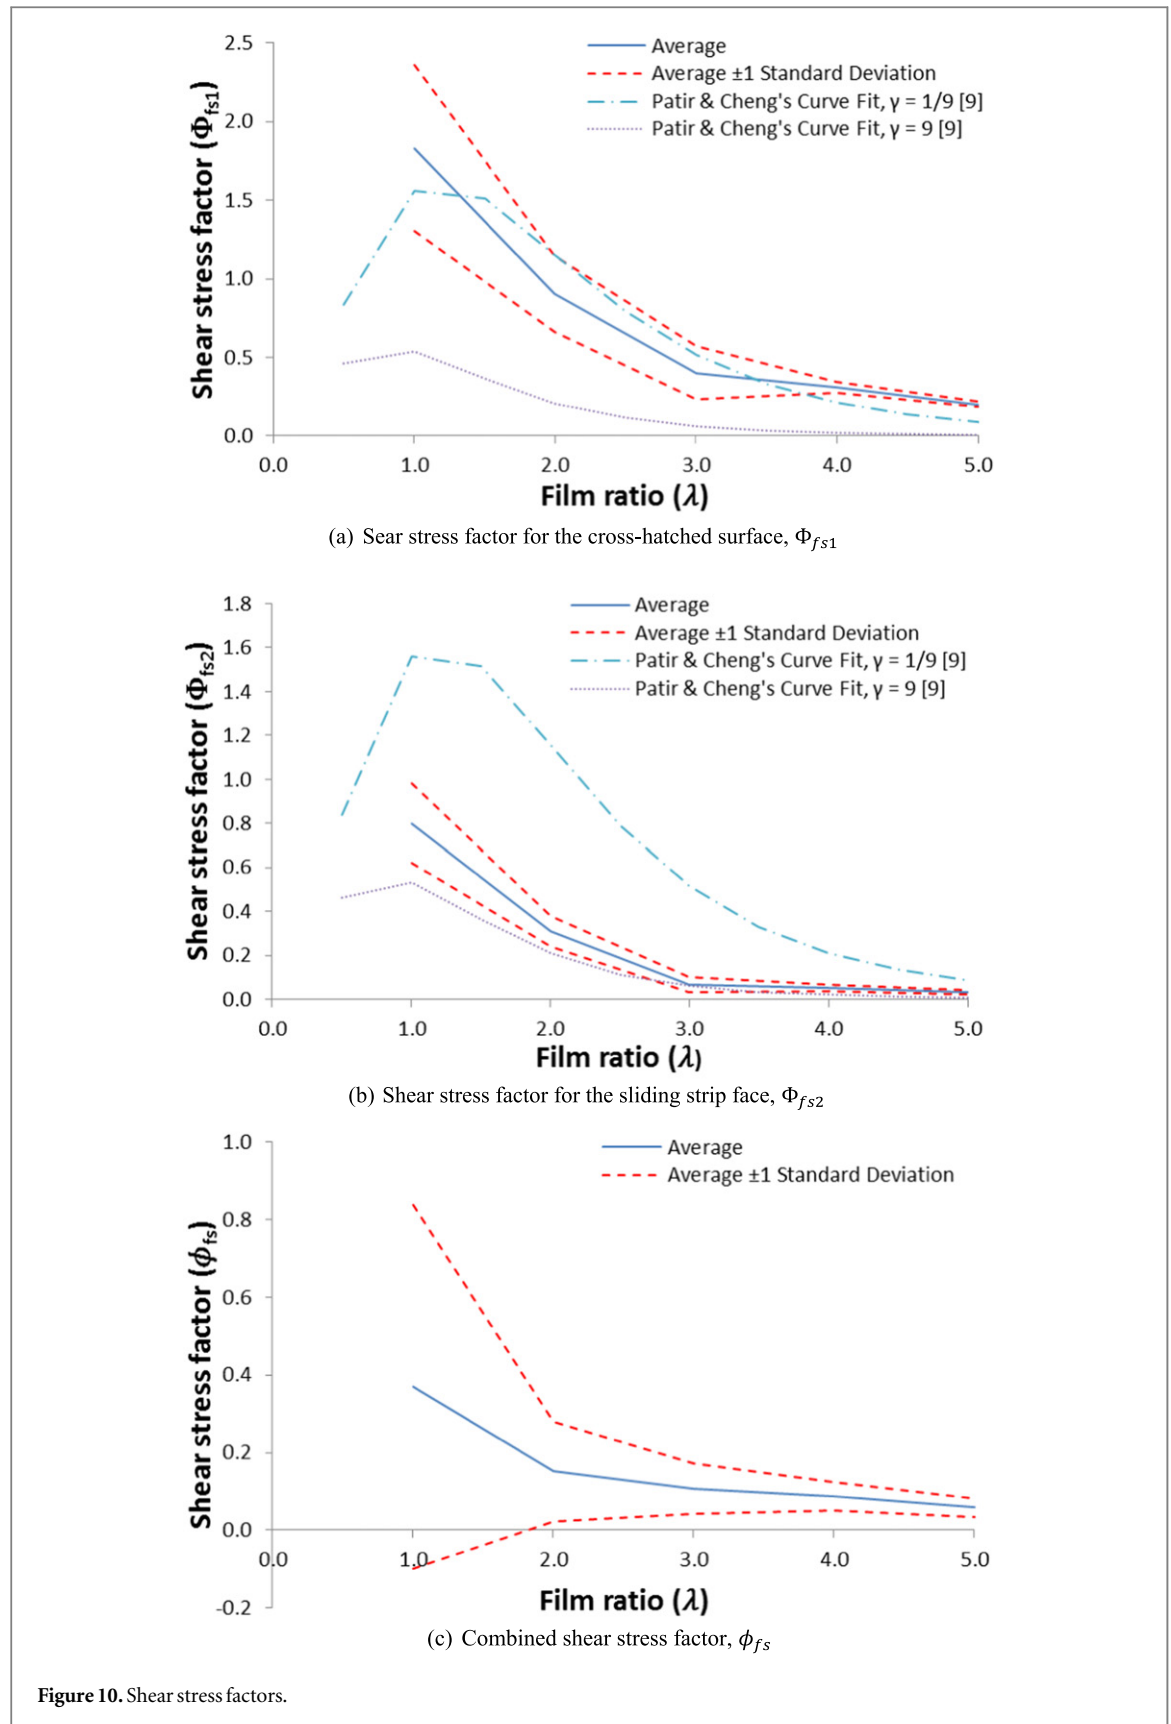 2.5
2.0
1.5
1.0
0.5
0.0
Shear stress factor (Φfs1)
Average
Average ±1 Standard Deviation
Patir & Cheng's Curve Fit, γ = 1/9 [9]
Patir & Cheng's Curve Fit, γ = 9 [9]
0.0 1.0 2.0 3.0 4.0 5.0
Film ratio (λ)
(a) Sear stress factor for the cross-hatched surface, Φfs1
1.8
1.6
1.4
1.2
1.0
0.8
0.6
0.4
0.2
0.0
Shear stress factor (Φfs2)
Average
Average ±1 Standard Deviation
Patir & Cheng's Curve Fit, γ = 1/9 [9]
Patir & Cheng's Curve Fit, γ = 9 [9]
0.0 1.0 2.0 3.0 4.0 5.0
Film ratio (λ)
(b) Shear stress factor for the sliding strip face, Φfs2
1.0
0.8
0.6
0.4
0.2
0.0
-0.2
Shear stress factor (ϕfs)
Average
Average ±1 Standard Deviation
0.0 1.0 2.0 3.0 4.0 5.0
Film ratio (λ)
(c) Combined shear stress factor, ϕfs
Figure 10. Shear stress factors.